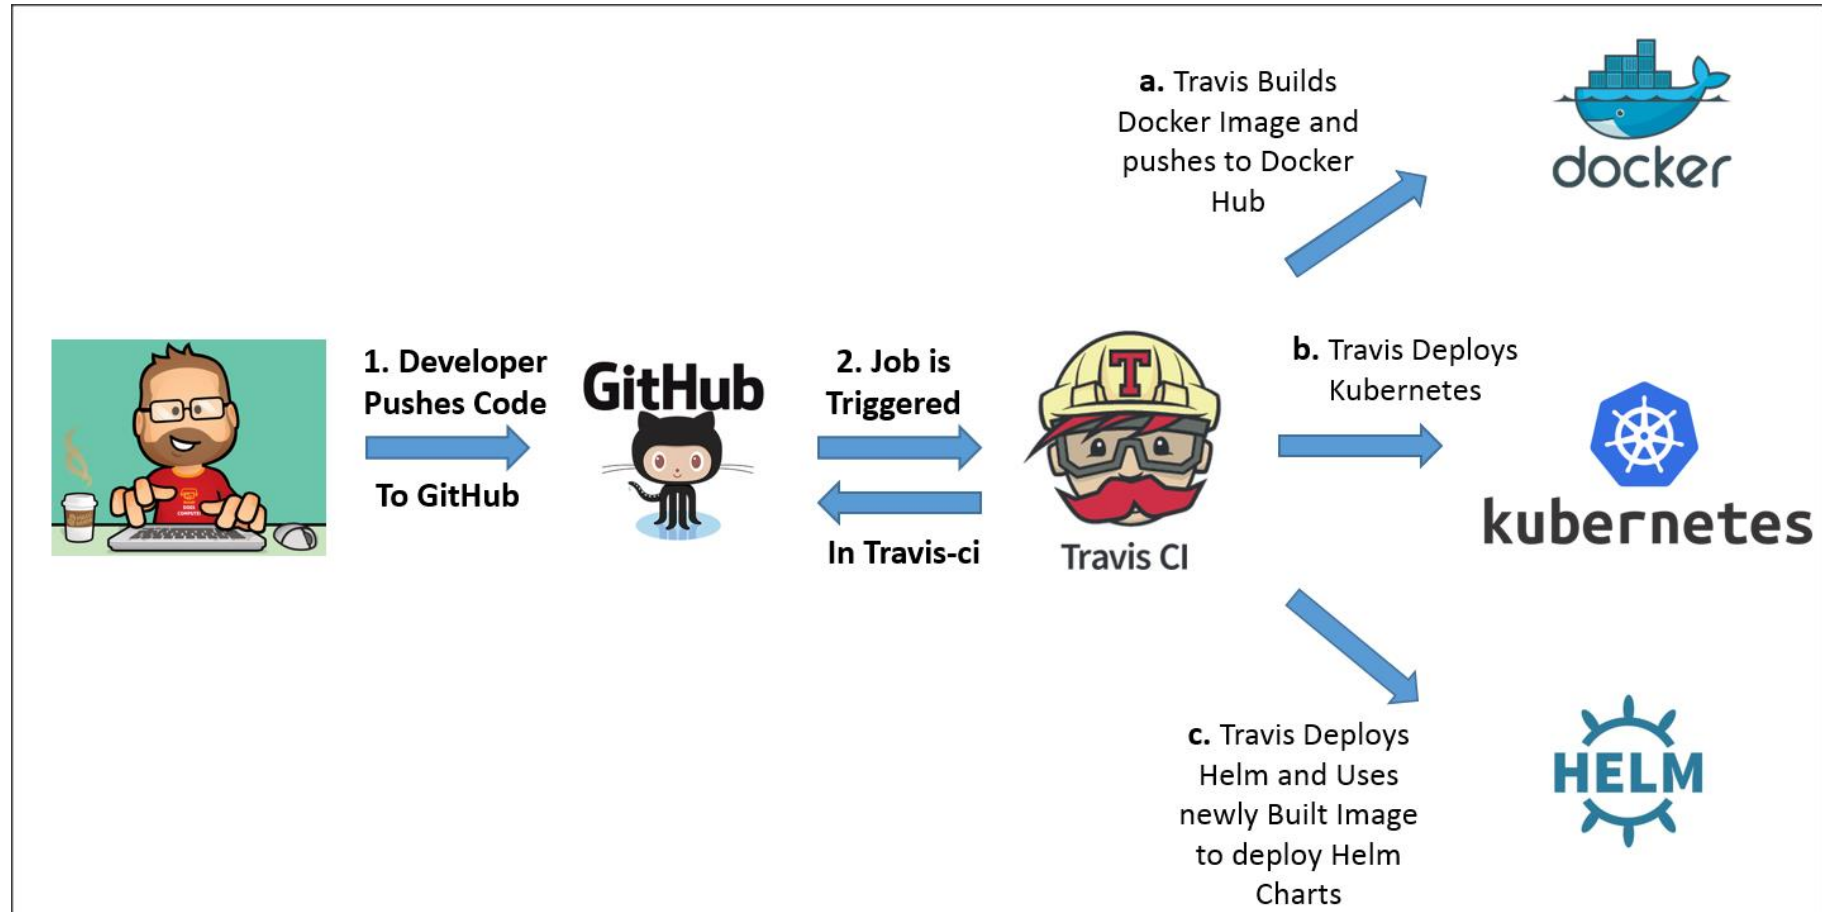 1. Developer
Pushes Code
To GitHub
GitHub
2. Job is
Triggered
In Travis-ci
T
Travis CI
a. Travis Builds
Docker Image and
pushes to Docker
Hub
docker
b. Travis Deploys
Kubernetes
kubernetes
c. Travis Deploys
Helm and Uses
newly Built Image
to deploy Helm
Charts
HELM